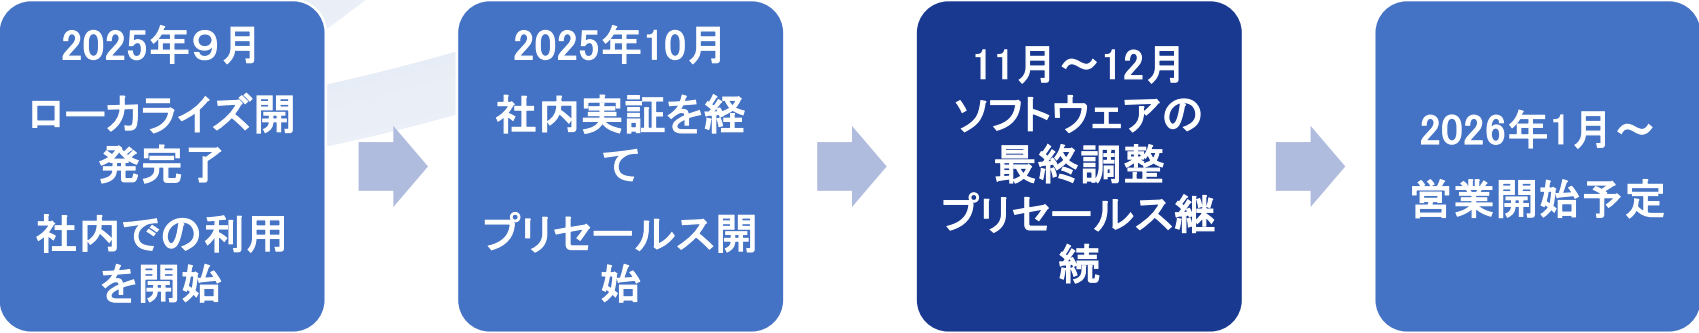 2025年９月
ローカライズ開
発完了
社内での利用
を開始
2025年10月
社内実証を経
て
プリセールス開
始
11月～12月
ソフトウェアの
最終調整
プリセールス継
続
2026年1月～
営業開始予定